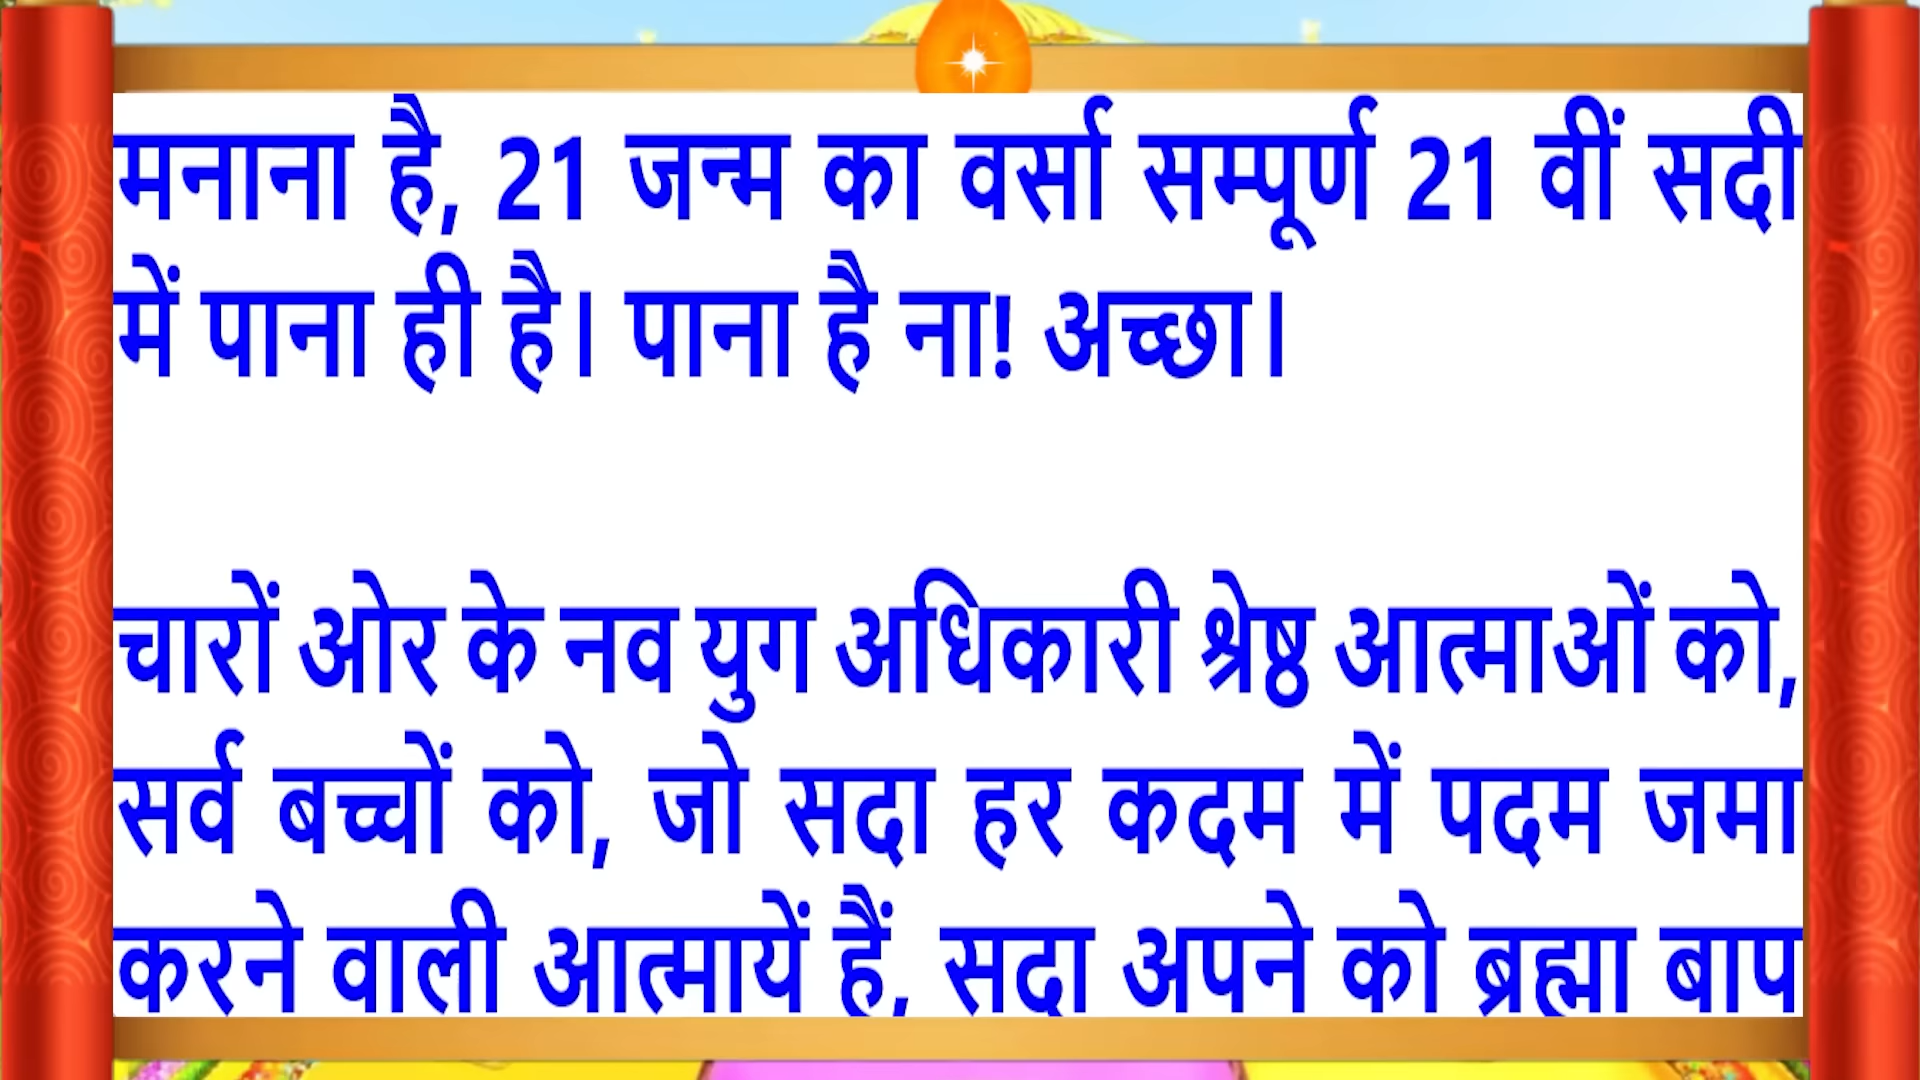 मनाना है, 21 जन्म का वर्सा सम्पूर्ण 21 वीं सदी
में पाना ही है। पाना है ना! अच्छा।
चारों ओर के नव युग अधिकारी श्रेष्ठ आत्माओं को,
सर्व बच्चों को, जो सदा हर कदम में पदम जमा
करने वाली आत्मायें हैं, सदा अपने को ब्रह्मा बाप